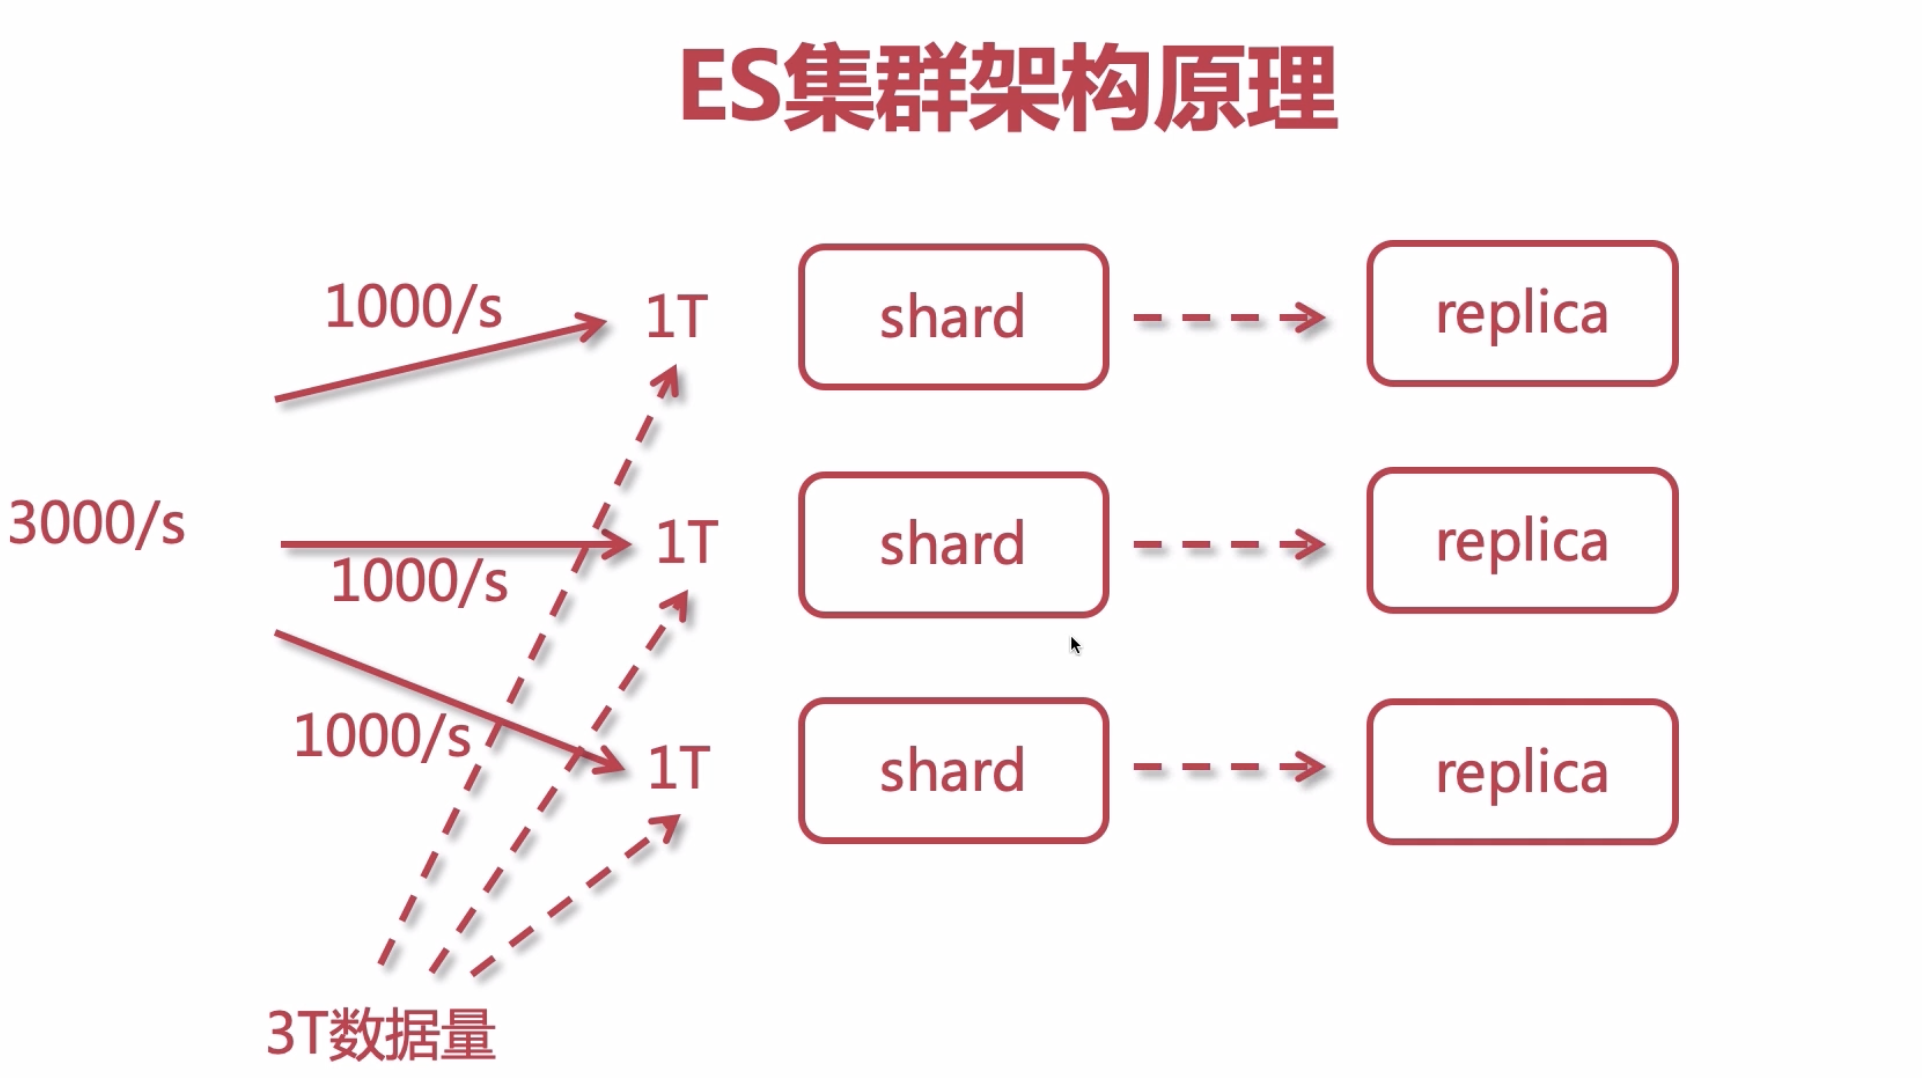 ES集群架构原理
1000/s
1T
shard
replica
3000/s
1000/s
1T
shard
replica
1000/s
1T
shard
replica
3T数据量